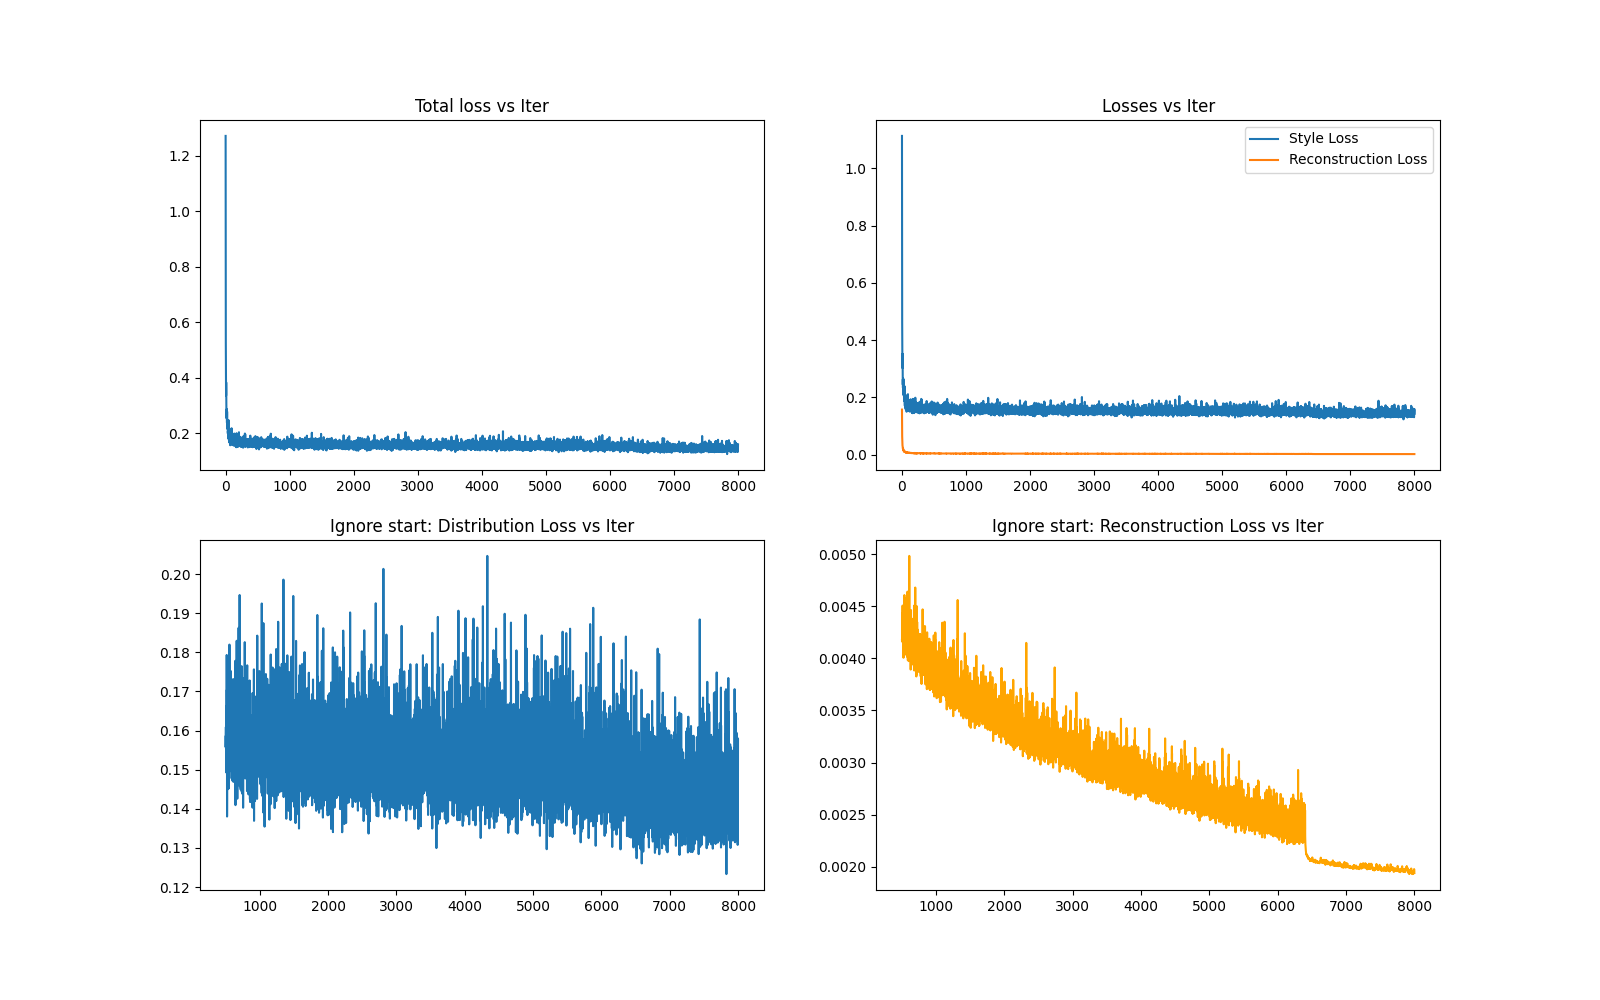 Total loss vs Iter
1.2
1.0
0.8
0.6
0.4
0.2
0 1000 2000 3000 4000 5000 6000 7000 8000
Losses vs Iter
Style Loss
Reconstruction Loss
1.0
0.8
0.6
0.4
0.2
0.0
0 1000 2000 3000 4000 5000 6000 7000 8000
Ignore start: Distribution Loss vs Iter
0.20
0.19
0.18
0.17
0.16
0.15
0.14
0.13
0.12
1000 2000 3000 4000 5000 6000 7000 8000
Ignore start: Reconstruction Loss vs Iter
0.0050
0.0045
0.0040
0.0035
0.0030
0.0025
0.0020
1000 2000 3000 4000 5000 6000 7000 8000